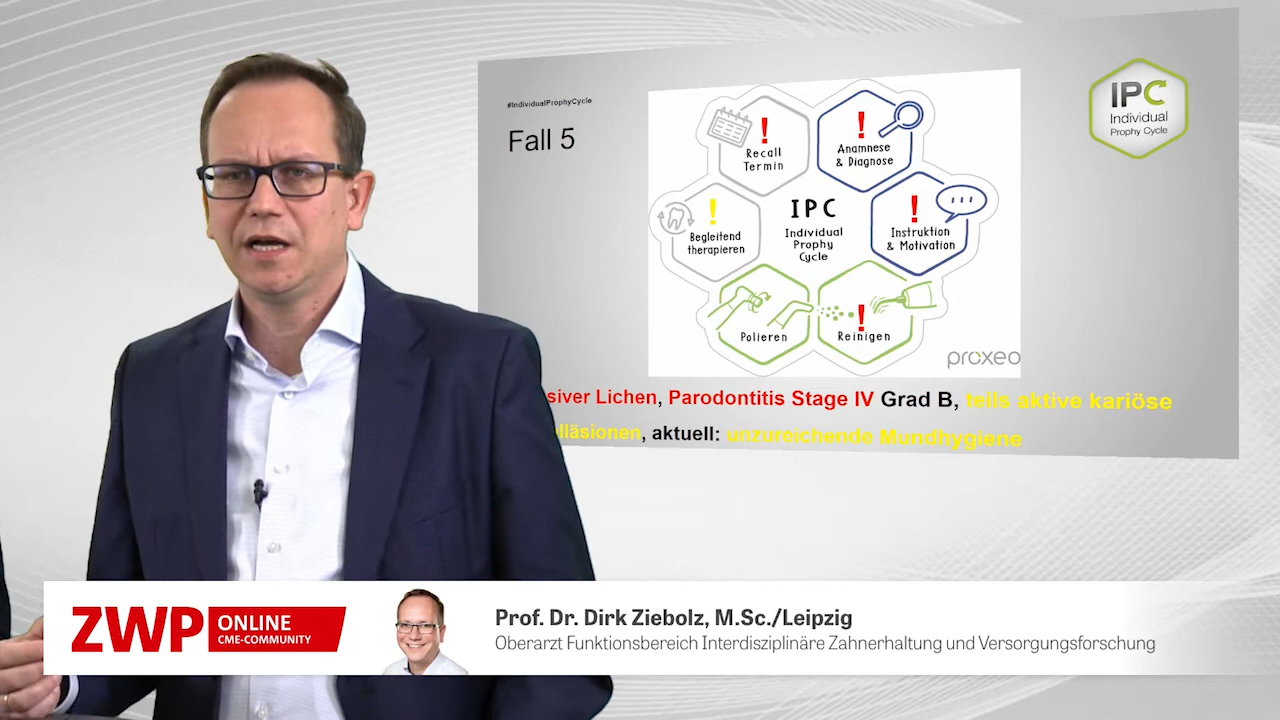 #IndividualProphyCycle
Fall 5
IPC
Individual
Prophy Cycle
Recall
Termin
Anamnese
& Diagnose
Begleitend
therapieren
IPC
Individual
Prophy
Cycle
Instruktion
& Motivation
Polieren
Reinigen
proxeo
siver Lichen, Parodontitis Stage IV Grad B, teils aktive kariöse
lläsionen, aktuell: unzureichende Mundhygiene
ZWP ONLINE
CME-COMMUNITY
Prof. Dr. Dirk Ziebolz, M.Sc./Leipzig
Oberarzt Funktionsbereich Interdisziplinäre Zahnerhaltung und Versorgungsforschung